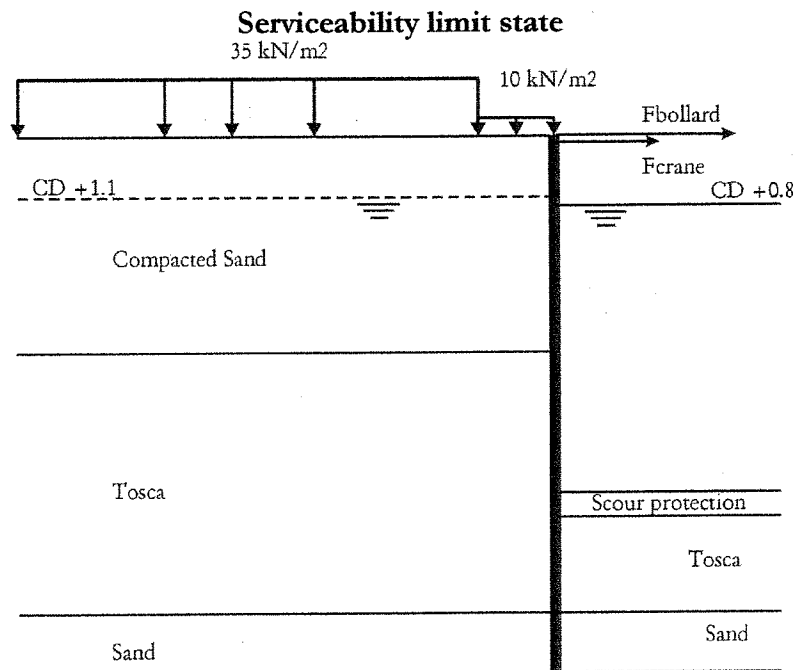 Serviceability limit state
35 kN/m2
10 kN/m2
Fbollard
Fcrane
CD +1.1
CD +0.8
Compacted Sand
Tosca
Scour protection
Tosca
Sand
Sand